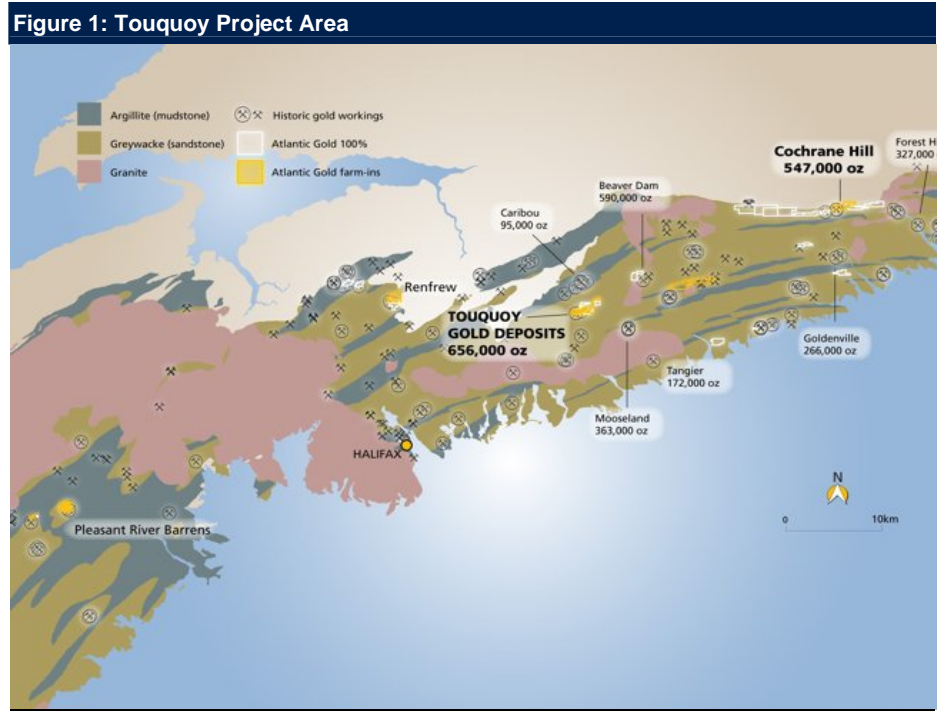 Figure 1: Touquoy Project Area
Argillite (mudstone)
Historic gold workings
Greywacke (sandstone)
Atlantic Gold 100%
Granite
Atlantic Gold farm-ins
Cochrane Hill
547,000 oz
Forest H
327,000
Beaver Dam
590,000 oz
Caribou
95,000 oz
Renfrew
TOUQUOY
GOLD DEPOSITS
656,000 oz
Goldenville
266,000 oz
Tangier
172,000 oz
Mooseland
363,000 oz
HALIFAX
N
0 10km
Pleasant River Barrens